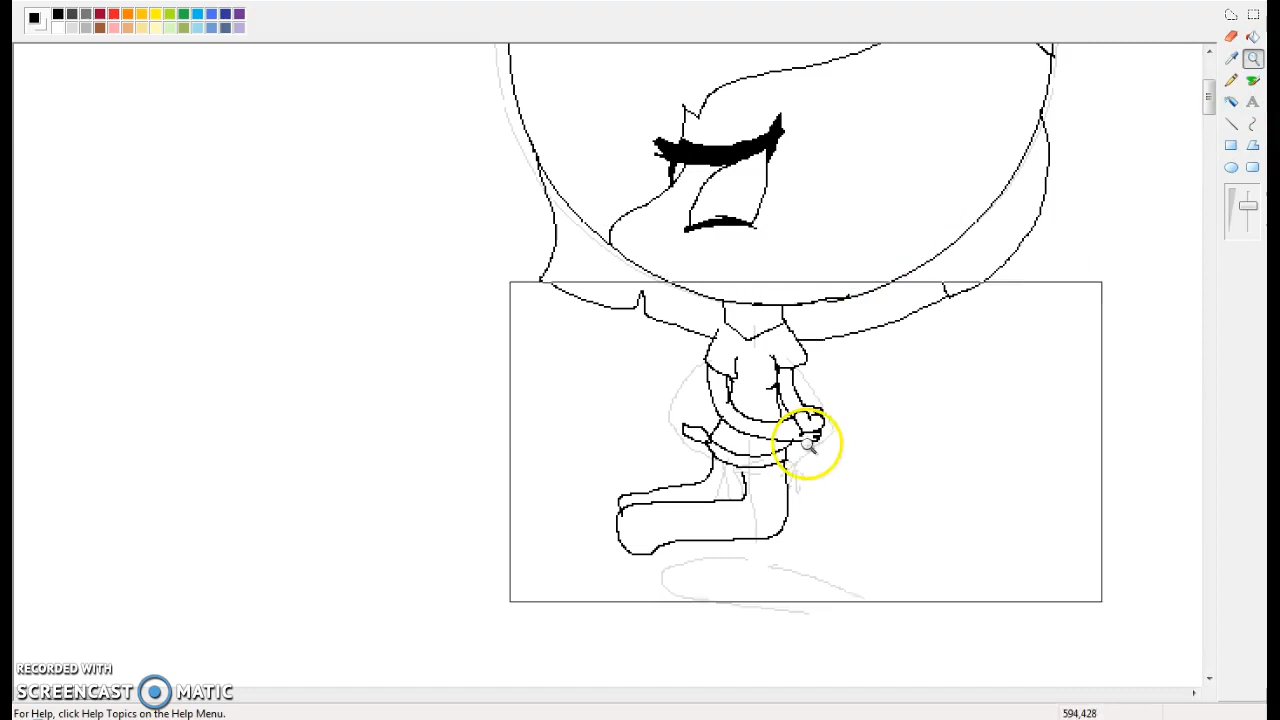 RECORDED WITH
SCREENCAST MATIC
For Help, click Help Topics on the Help Menu.
594,428